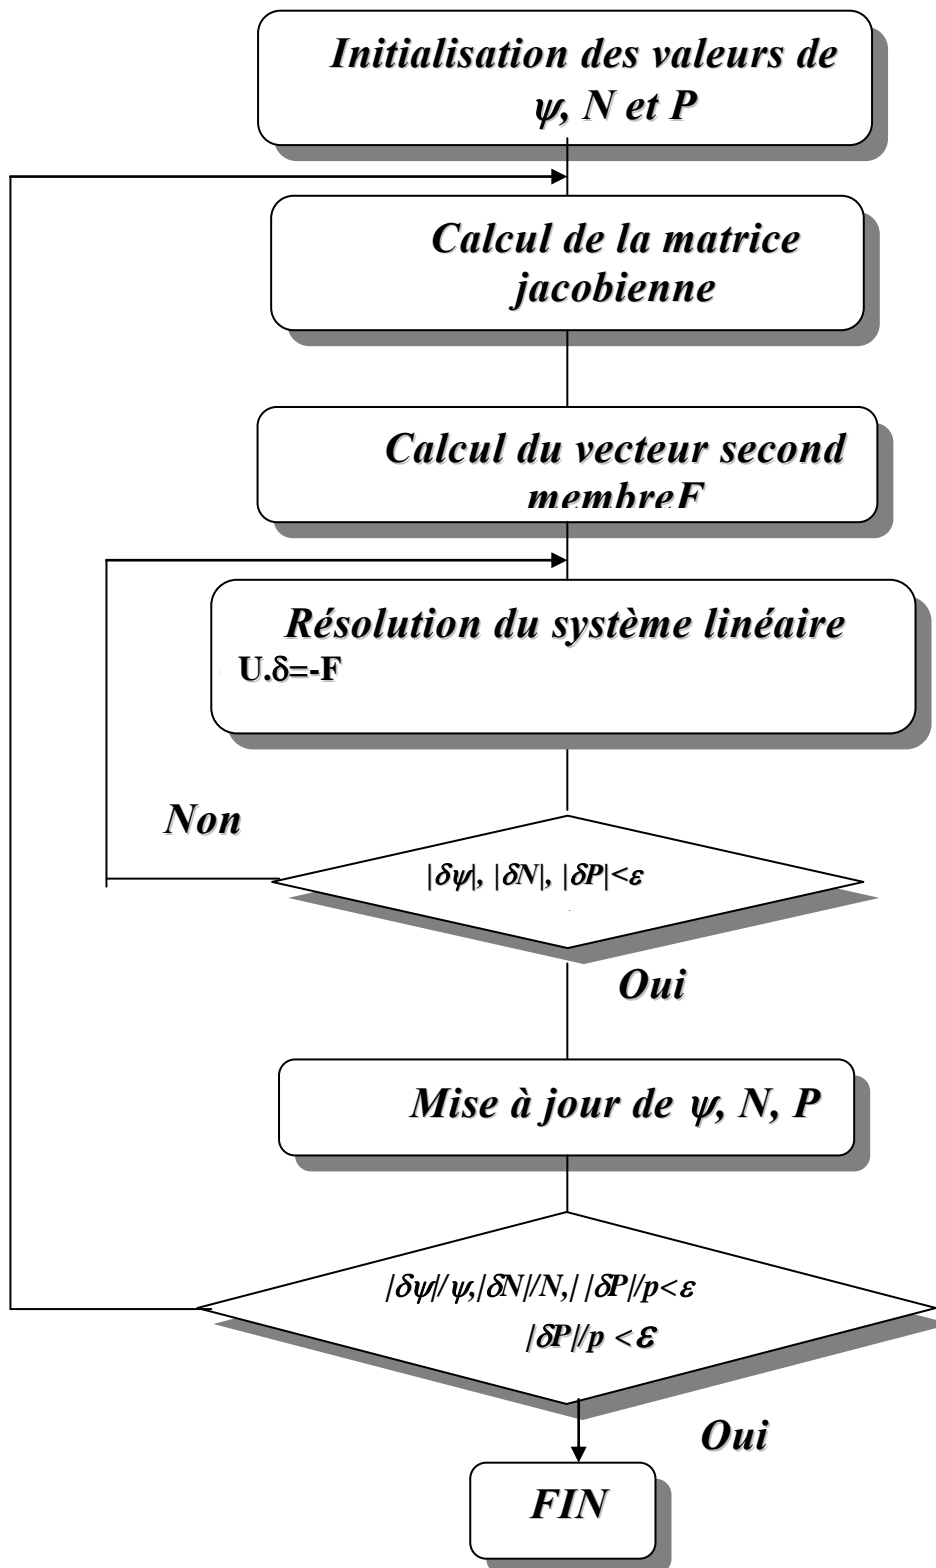 Initialisation des valeurs de
ψ, N et P
Calcul de la matrice
jacobienne
Calcul du vecteur second
membreF
Résolution du système linéaire
U.δ=-F
Non
|δψ|, |δN|, |δP|<ε
Oui
Mise à jour de ψ, N, P
|δψ|/ψ,|δN|/N,| |δP|/p<ε
|δP|/p <ε
Oui
FIN